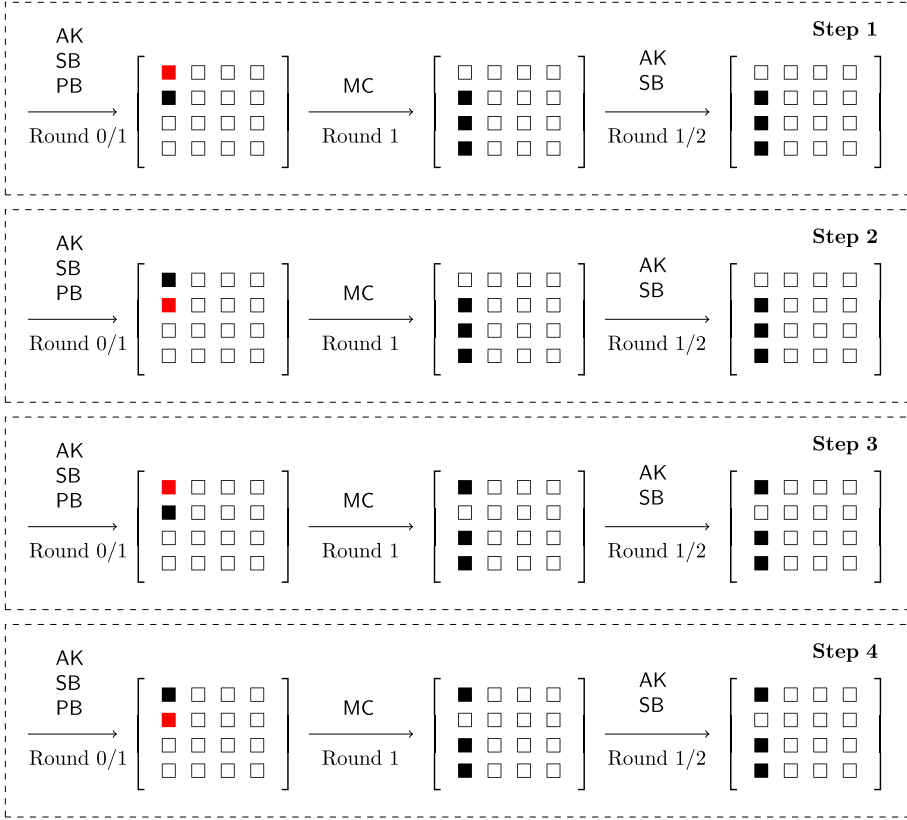 Step 1
AK
SB
PB
Round 0/1
MC
Round 1
AK
SB
Round 1/2
Step 2
AK
SB
PB
Round 0/1
MC
Round 1
AK
SB
Round 1/2
Step 3
AK
SB
PB
Round 0/1
MC
Round 1
AK
SB
Round 1/2
Step 4
AK
SB
PB
Round 0/1
MC
Round 1
AK
SB
Round 1/2